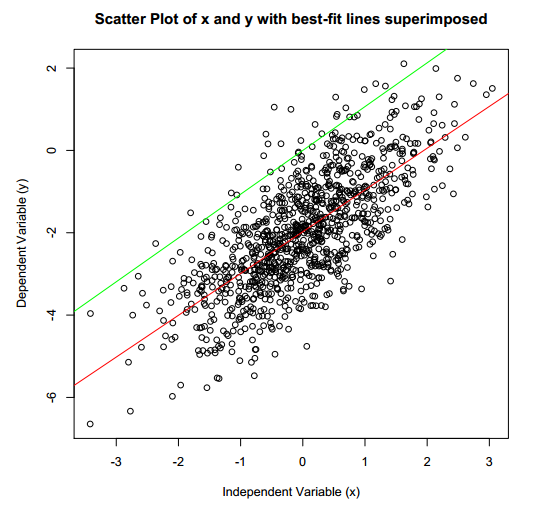 Scatter Plot of x and y with best-fit lines superimposed
2
0
-2
-4
-6
Dependent Variable (y)
-3 -2 -1 0 1 2 3
Independent Variable (x)